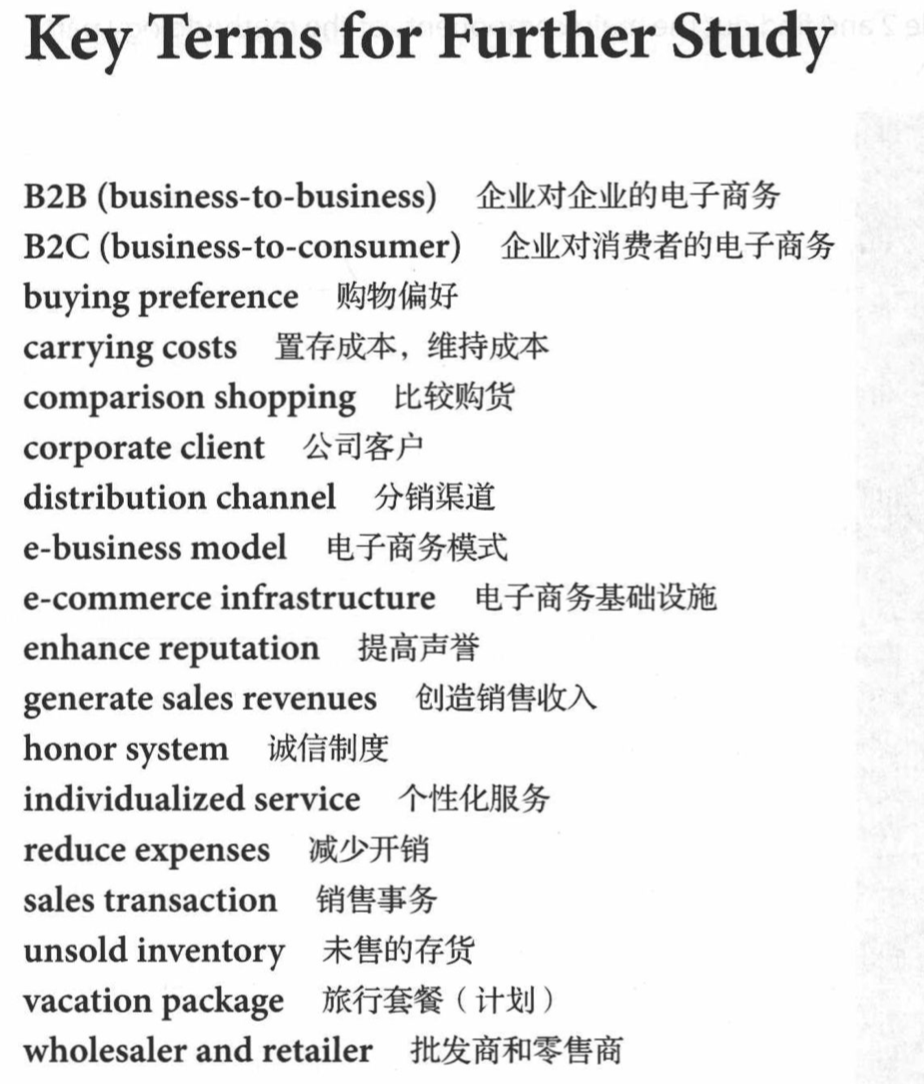 Key Terms for Further Study
B2B (business-to-business) 企业对企业的电子商务
B2C (business-to-consumer) 企业对消费者的电子商务
buying preference 购物偏好
carrying costs 置存成本，维持成本
comparison shopping 比较购货
corporate client 公司客户
distribution channel 分销渠道
e-business model 电子商务模式
e-commerce infrastructure 电子商务基础设施
enhance reputation 提高声誉
generate sales revenues 创造销售收入
honor system 诚信制度
individualized service 个性化服务
reduce expenses 减少开销
sales transaction 销售事务
unsold inventory 未售的存货
vacation package 旅行套餐（计划）
wholesaler and retailer 批发商和零售商